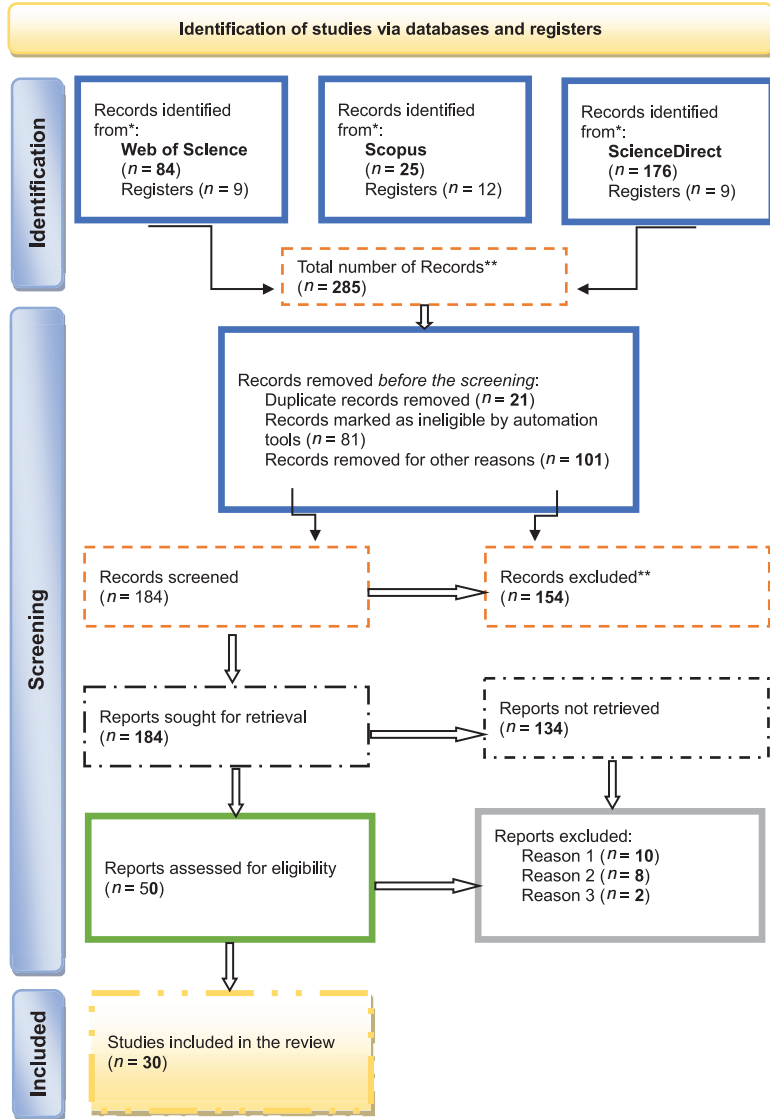 Identification of studies via databases and registers
Identification
Records identified
from*:
Web of Sclence
(n = 84)
Registers (n = 9)
Records identified
from*:
Scopus
(n = 25)
Registers (n = 12)
Records identified
from*:
ScienceDirect
(n = 176)
Registers (n = 9)
Total number of Records**
(n = 285)
Screening
Records removed before the screening:
Duplicate records removed (n = 21)
Records marked as ineligible by automation
tools (n = 81)
Records removed for other reasons (n = 101)
Records screened
(n = 184)
Records excluded**
(n = 154)
Reports sought for retrieval
(n = 184)
Reports not retrieved
(n = 134)
Reports assessed for eligibility
(n = 50)
Reports excluded:
Reason 1 (n = 10)
Reason 2 (n = 8)
Reason 3 (n = 2)
Included
Studies included in the review
(n = 30)